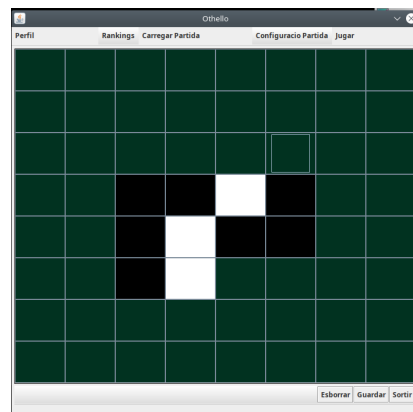 Othello
Perfil Rankings Carregar Partida Configuracio Partida Jugar
Esborrar Guardar Sortir